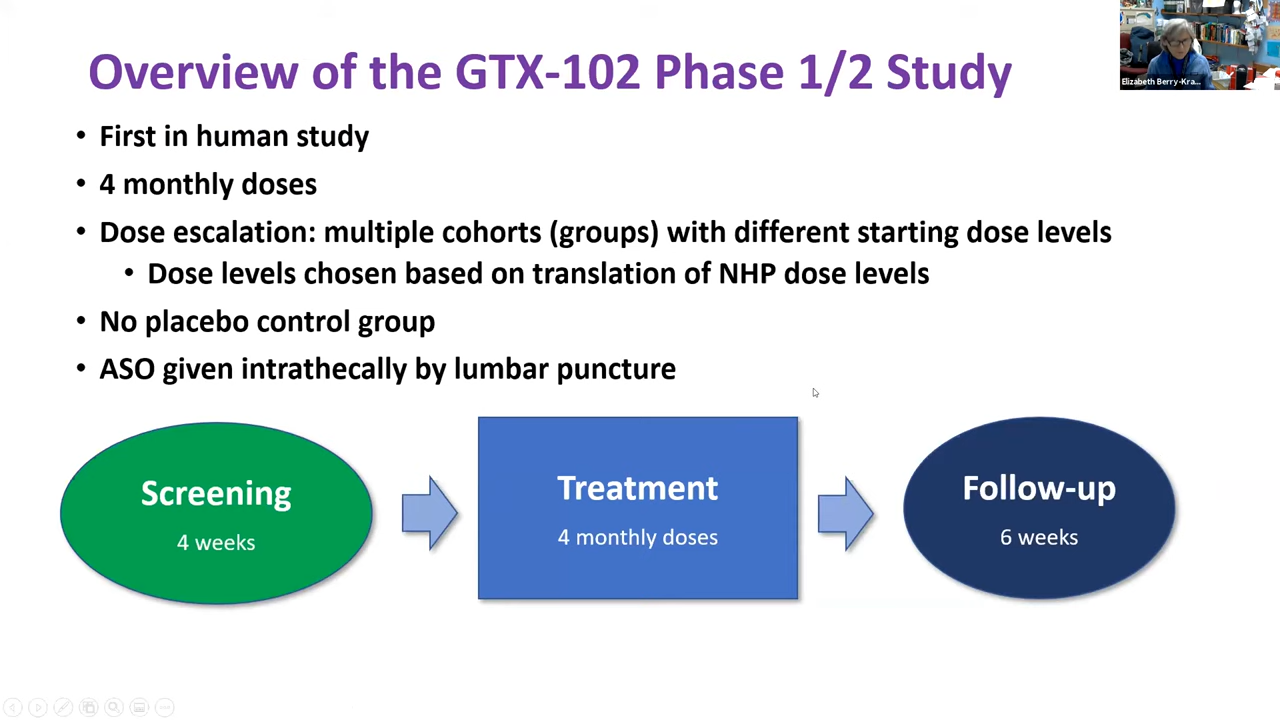 Overview of the GTX-102 Phase 1/2 Study
Elizabeth Berry-Kra...
• First in human study
• 4 monthly doses
• Dose escalation: multiple cohorts (groups) with different starting dose levels
• Dose levels chosen based on translation of NHP dose levels
• No placebo control group
• ASO given intrathecally by lumbar puncture
Screening
4 weeks
Treatment
4 monthly doses
Follow-up
6 weeks